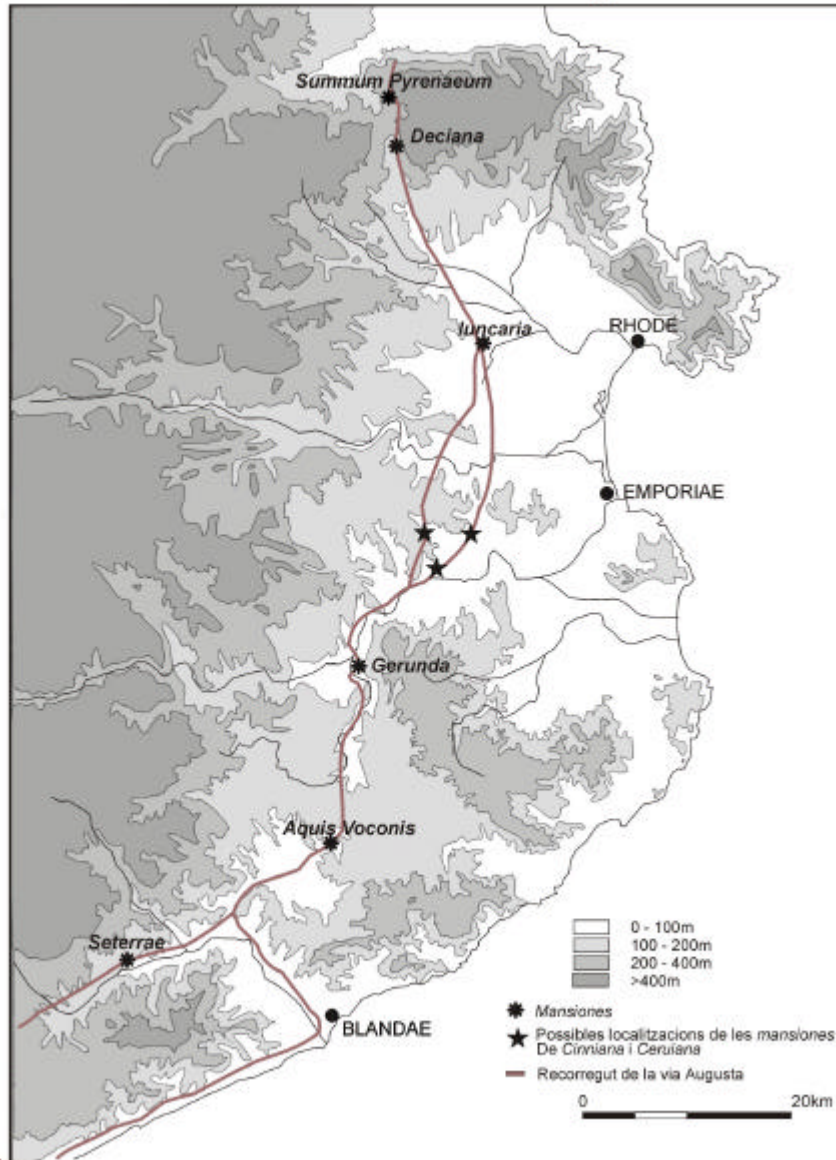 Summum Pyrenaeum
Deciana
Iuncaria
RHODE
EMPORIAE
Gerunda
Aquis Voconis
Seterrae
BLANDAE
0 - 100m
100 - 200m
200 - 400m
>400m
Mansiones
Possibles localitzacions de les mansiones
De Cinniana i Ceruiana
Recorregut de la via Augusta
0 20km